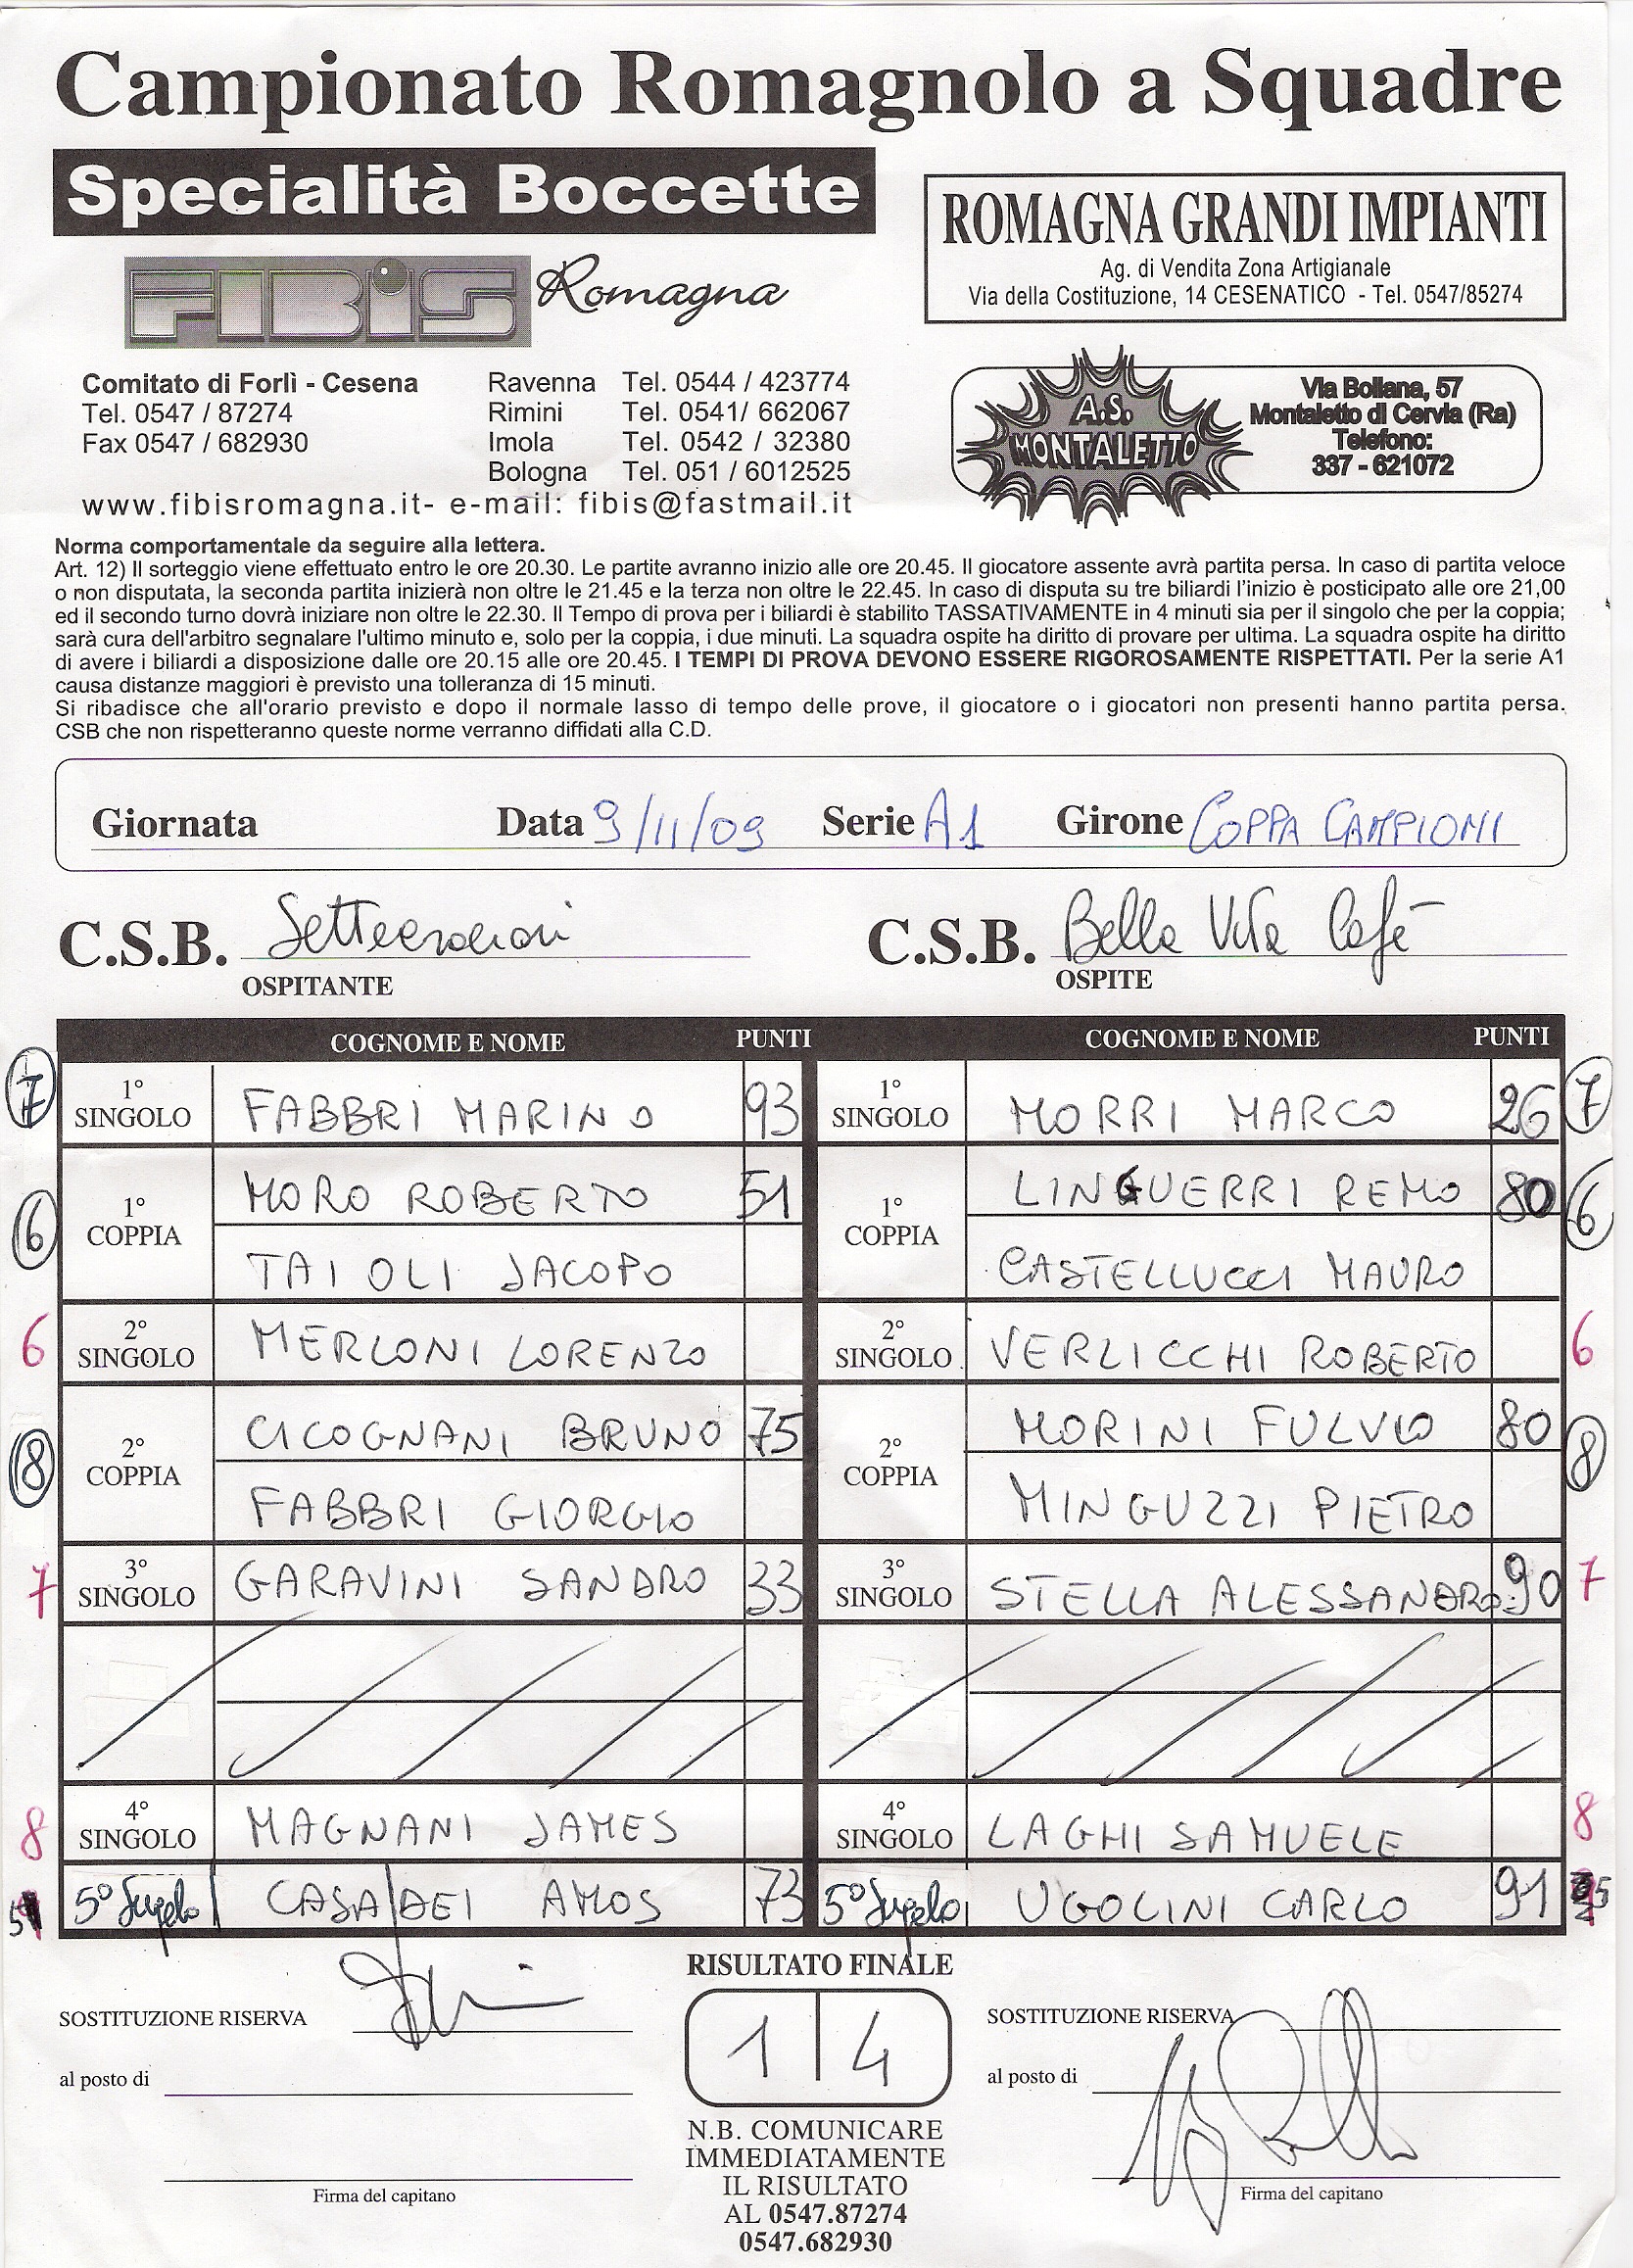 Campionato Romagnolo a Squadre
Specialità Boccette
FIBiS Romagna
ROMAGNA GRANDI IMPIANTI
Ag. di Vendita Zona Artigianale
Via della Costituzione, 14 CESENATICO - Tel. 0547/85274
Comitato di Forlì - Cesena
Tel. 0547 / 87274
Fax 0547 / 682930
Ravenna Tel. 0544 / 423774
Rimini Tel. 0541/ 662067
Imola Tel. 0542 / 32380
Bologna Tel. 051 / 6012525
www.fibisromagna.it- e-mail: fibis@fastmail.it
A.S.
MONTALETTO
Via Bollana, 57
Montaletto di Cervia (Ra)
Telefono:
337 - 621072
Norma comportamentale da seguire alla lettera.
Art. 12) Il sorteggio viene effettuato entro le ore 20.30. Le partite avranno inizio alle ore 20.45. Il giocatore assente avrà partita persa. In caso di partita veloce
o non disputata, la seconda partita inizierà non oltre le 21.45 e la terza non oltre le 22.45. In caso di disputa su tre biliardi l'inizio è posticipato alle ore 21,00
ed il secondo turno dovrà iniziare non oltre le 22.30. Il Tempo di prova per i biliardi è stabilito TASSATIVAMENTE in 4 minuti sia per il singolo che per la coppia;
sarà cura dell'arbitro segnalare l'ultimo minuto e, solo per la coppia, i due minuti. La squadra ospite ha diritto di provare per ultima. La squadra ospite ha diritto
di avere i biliardi a disposizione dalle ore 20.15 alle ore 20.45. I TEMPI DI PROVA DEVONO ESSERE RIGOROSAMENTE RISPETTATI. Per la serie A1
causa distanze maggiori è previsto una tolleranza di 15 minuti.
Si ribadisce che all'orario previsto e dopo il normale lasso di tempo delle prove, il giocatore o i giocatori non presenti hanno partita persa.
CSB che non rispetteranno queste norme verranno diffidati alla C.D.
Giornata Data 9/11/09 Serie A1 Girone COPPA CAMPIONI
C.S.B. Settecrociari
OSPITANTE
C.S.B. Bella Vita Cafè
OSPITE
COGNOME E NOME PUNTI COGNOME E NOME PUNTI
7 1° SINGOLO FABBRI MARINO 93 1° SINGOLO MORRI MARCO 26 7
6 1° COPPIA MORO ROBERTO 51 1° COPPIA LINGUERRI REMO 80 6
TAIOLI JACOPO CASTELLUCCI MAURO
6 2° SINGOLO MERLONI LORENZO 2° SINGOLO VERLICCHI ROBERTO 6
8 2° COPPIA CICOGNANI BRUNO 75 2° COPPIA MORINI FULVIO 80 8
FABBRI GIORGIO MINGUZZI PIETRO
7 3° SINGOLO GARAVINI SANDRO 33 3° SINGOLO STELLA ALESSANDRO 90 7
8 4° SINGOLO MAGNANI JAMES 4° SINGOLO LAGHI SAMUELE 8
5 5° Singolo CASADEI AMOS 73 5° Singolo UGOLINI CARLO 91 5
RISULTATO FINALE
1 4
SOSTITUZIONE RISERVA
al posto di
Firma del capitano
SOSTITUZIONE RISERVA
al posto di
Firma del capitano
N.B. COMUNICARE
IMMEDIATAMENTE
IL RISULTATO
AL 0547.87274
0547.682930